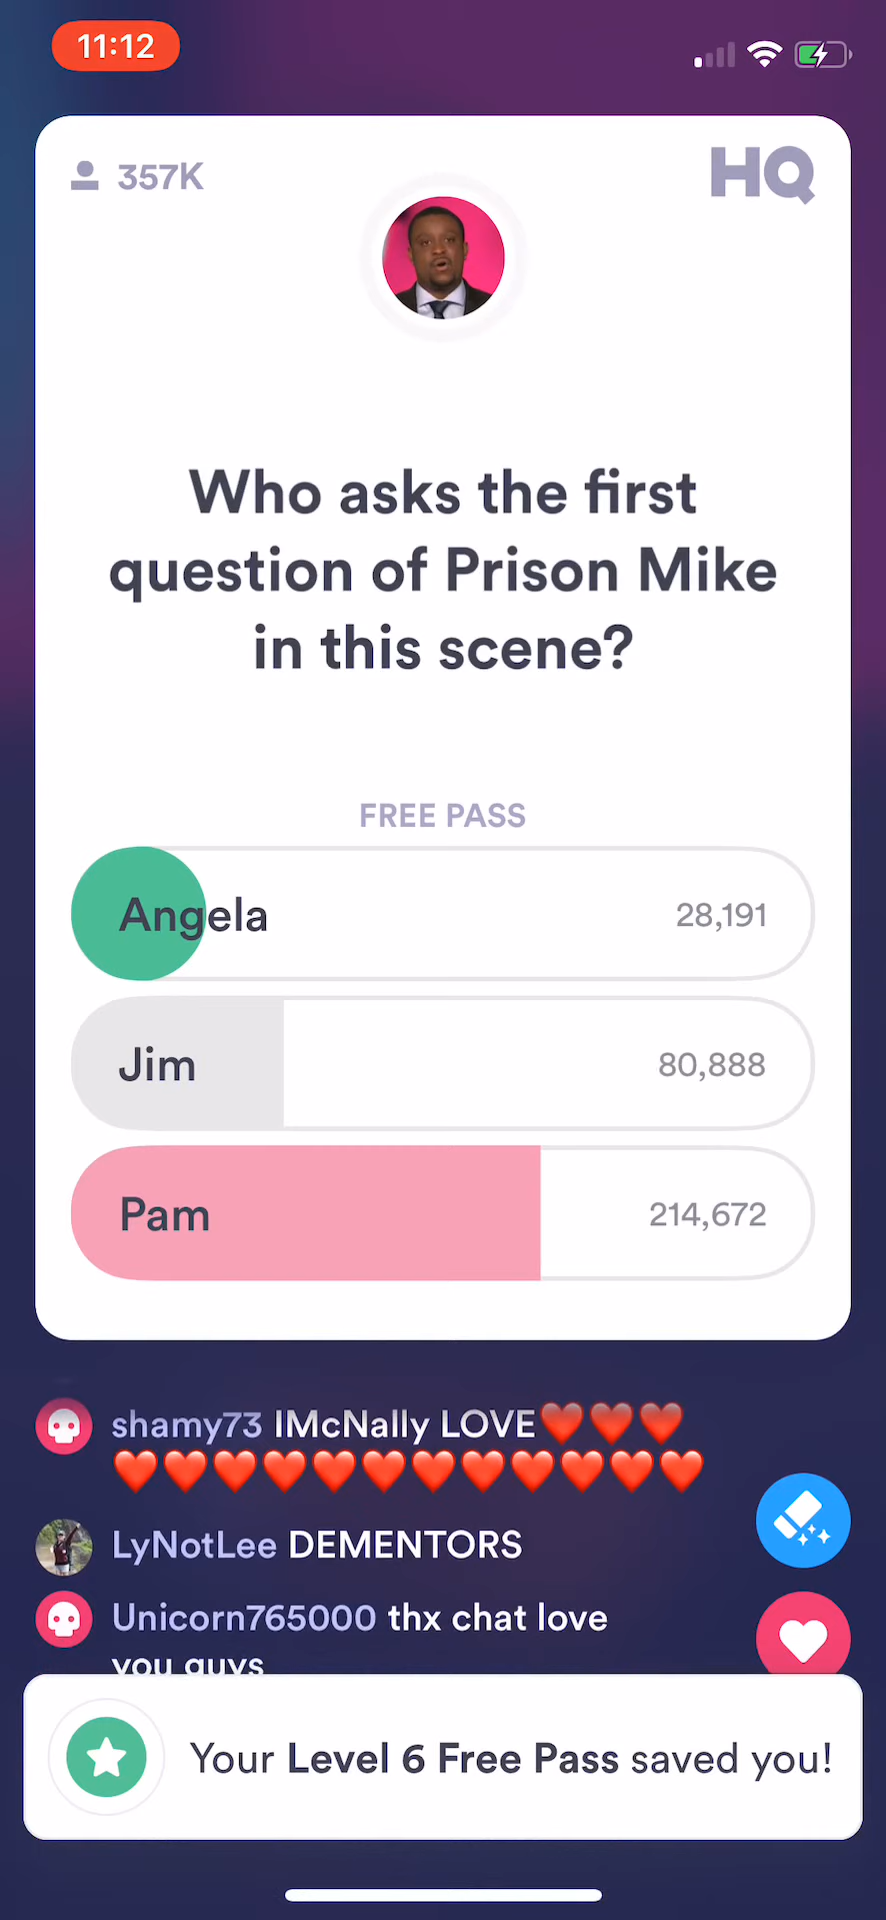 11:12
357K
HQ
Who asks the first
question of Prison Mike
in this scene?
FREE PASS
Angela 28,191
Jim 80,888
Pam 214,672
shamy73 IMcNally LOVE❤️❤️❤️
❤️❤️❤️❤️❤️❤️❤️❤️❤️❤️❤️❤️
LyNotLee DEMENTORS
Unicorn765000 thx chat love
you guys
Your Level 6 Free Pass saved you!